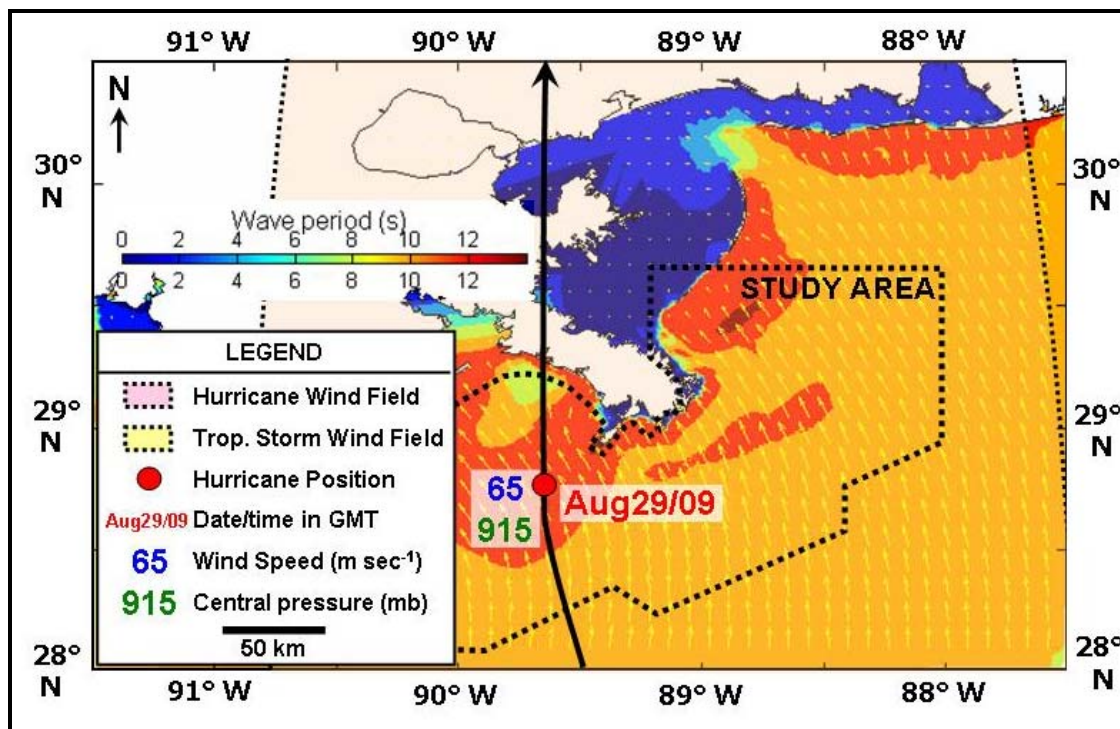 91° W 90° W 89° W 88° W
N
30° N
30° N
Wave period (s)
0 2 4 6 8 10 12
0 2 4 6 8 10 12
STUDY AREA
LEGEND
Hurricane Wind Field
Trop. Storm Wind Field
Hurricane Position
Aug29/09 Date/time in GMT
65 Wind Speed (m sec-1)
915 Central pressure (mb)
50 km
29° N
29° N
65
915
Aug29/09
28° N
28° N
91° W 90° W 89° W 88° W